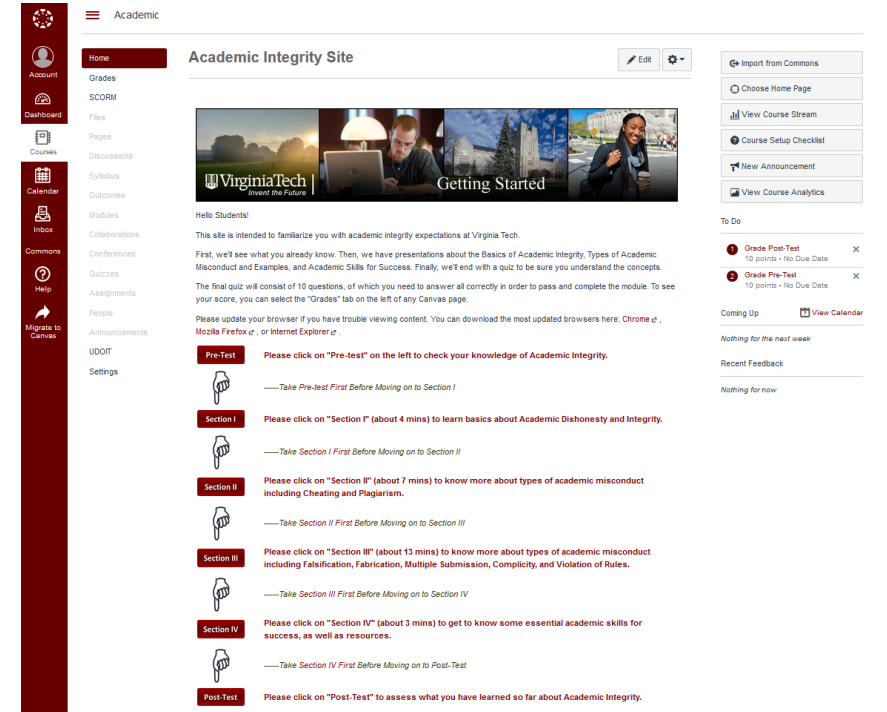 Academic
Account
Dashboard
Courses
Calendar
Inbox
Commons
Help
Migrate to
Canvas
Home
Grades
SCORM
Files
Pages
Discussions
Syllabus
Outcomes
Modules
Collaborations
Conferences
Quizzes
Assignments
People
Announcements
UDOIT
Settings
Academic Integrity Site
Edit
VirginiaTech
Invent the Future
Getting Started
Hello Students!
This site is intended to familiarize you with academic integrity expectations at Virginia Tech.
First, we'll see what you already know. Then, we have presentations about the Basics of Academic Integrity, Types of Academic
Misconduct and Examples, and Academic Skills for Success. Finally, we'll end with a quiz to be sure you understand the concepts.
The final quiz will consist of 10 questions, of which you need to answer all correctly in order to pass and complete the module. To see
your score, you can select the "Grades" tab on the left of any Canvas page.
Please update your browser if you have trouble viewing content. You can download the most updated browsers here: Chrome ,
Mozilla Firefox , or Internet Explorer .
Pre-Test Please click on "Pre-test" on the left to check your knowledge of Academic Integrity.
-----Take Pre-test First Before Moving on to Section I
Section I Please click on "Section I" (about 4 mins) to learn basics about Academic Dishonesty and Integrity.
-----Take Section I First Before Moving on to Section II
Section II Please click on "Section II" (about 7 mins) to know more about types of academic misconduct
including Cheating and Plagiarism.
-----Take Section II First Before Moving on to Section III
Section III Please click on "Section III" (about 13 mins) to know more about types of academic misconduct
including Falsification, Fabrication, Multiple Submission, Complicity, and Violation of Rules.
-----Take Section III First Before Moving on to Section IV
Section IV Please click on "Section IV" (about 3 mins) to get to know some essential academic skills for
success, as well as resources.
-----Take Section IV First Before Moving on to Post-Test
Post-Test Please click on "Post-Test" to assess what you have learned so far about Academic Integrity.
Import from Commons
Choose Home Page
View Course Stream
Course Setup Checklist
New Announcement
View Course Analytics
To Do
1 Grade Post-Test
10 points • No Due Date
2 Grade Pre-Test
10 points • No Due Date
Coming Up View Calendar
Nothing for the next week
Recent Feedback
Nothing for now